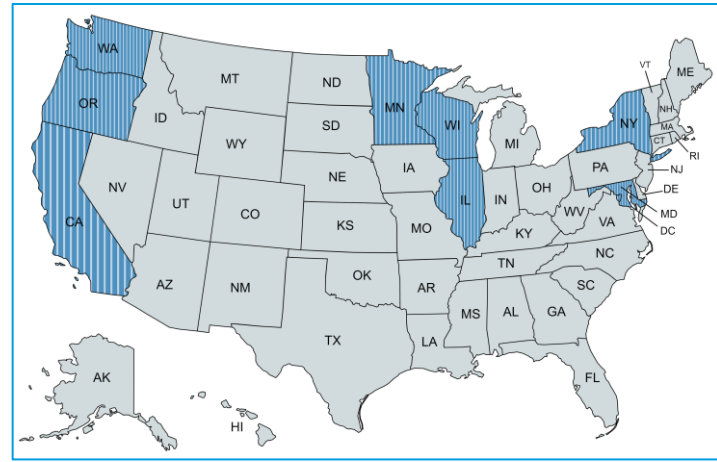 WA
MT
ND
VT
ME
OR
MN
NH
ID
SD
WI
NY
MA
WY
MI
CT
RI
IA
PA
NJ
NE
NV
OH
DE
IL
IN
UT
MD
CA
CO
WV
VA
KS
MO
KY
DC
NC
TN
OK
AZ
NM
AR
SC
MS
AL
GA
TX
LA
AK
FL
HI